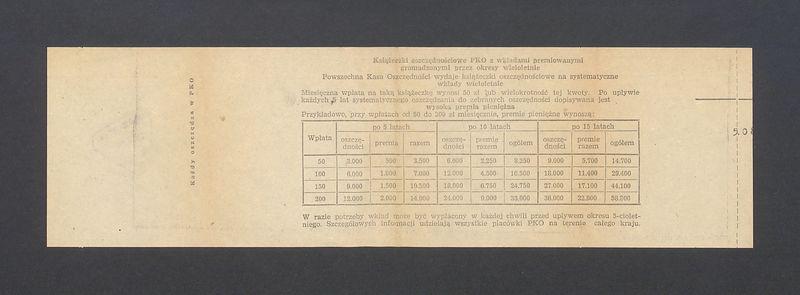 Książeczki oszczędnościowe PKO z wkładami premiowanymi
gromadzonymi przez okresy wieloletnie
Powszechna Kasa Oszczędności wydaje książeczki oszczędnościowe na systematyczne
wkłady wieloletnie
Miesięczna wpłata na taką książeczkę wynosi 50 zł lub wielokrotność tej kwoty. Po upływie
każdych 5 lat systematycznego oszczędzania do zebranych oszczędności dopisywana jest
wysoka premia pieniężna
Przykładowo, przy wpłatach od 50 do 200 zł miesięcznie, premie pieniężne wynoszą:
Wpłata po 5 latach po 10 latach po 15 latach
oszczę-dności premia razem oszczę-dności premie razem ogółem oszczę-dności premie razem ogółem
50 3.000 500 3.500 6.000 2.250 8.250 9.000 5.700 14.700
100 6.000 1.000 7.000 12.000 4.500 16.500 18.000 11.400 29.400
150 9.000 1.500 10.500 18.000 6.750 24.750 27.000 17.100 44.100
200 12.000 2.000 14.000 24.000 9.000 33.000 36.000 22.800 58.800
W razie potrzeby wkład może być wypłacony w każdej chwili przed upływem okresu 5-ciolet-
niego. Szczegółowych informacji udzielają wszystkie placówki PKO na terenie całego kraju.
Każdy oszczędza w PKO